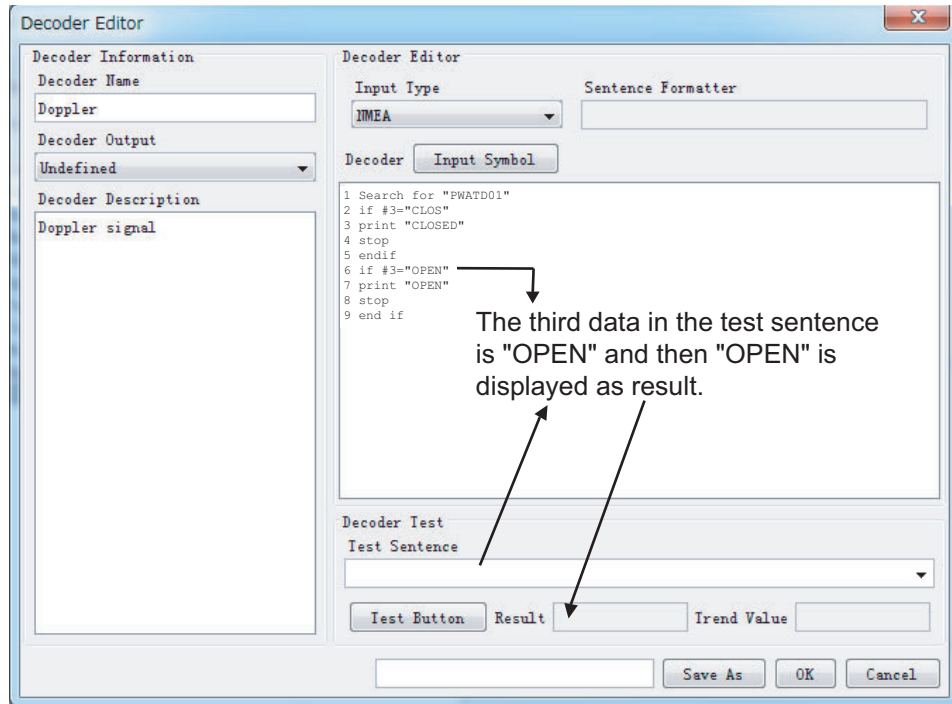 Decoder Editor
Decoder Information
Decoder Name
Doppler
Decoder Output
Undefined
Decoder Description
Doppler signal
Decoder Editor
Input Type
Sentence Formatter
NMEA
Decoder
Input Symbol
1 Search for "PWATD01"
2 if #3="CLOS"
3 print "CLOSED"
4 stop
5 endif
6 if #3="OPEN"
7 print "OPEN"
8 stop
9 end if
The third data in the test sentence
is "OPEN" and then "OPEN" is
displayed as result.
Decoder Test
Test Sentence
Test Button
Result
Trend Value
Save As
OK
Cancel